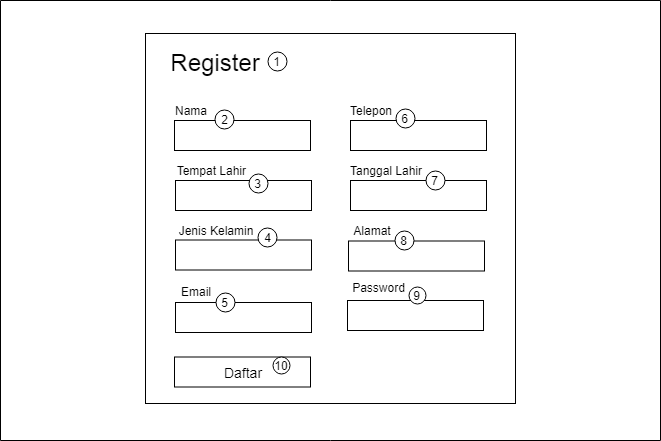 Register 1
Nama 2
Telepon 6
Tempat Lahir 3
Tanggal Lahir 7
Jenis Kelamin 4
Alamat 8
Email 5
Password 9
Daftar 10